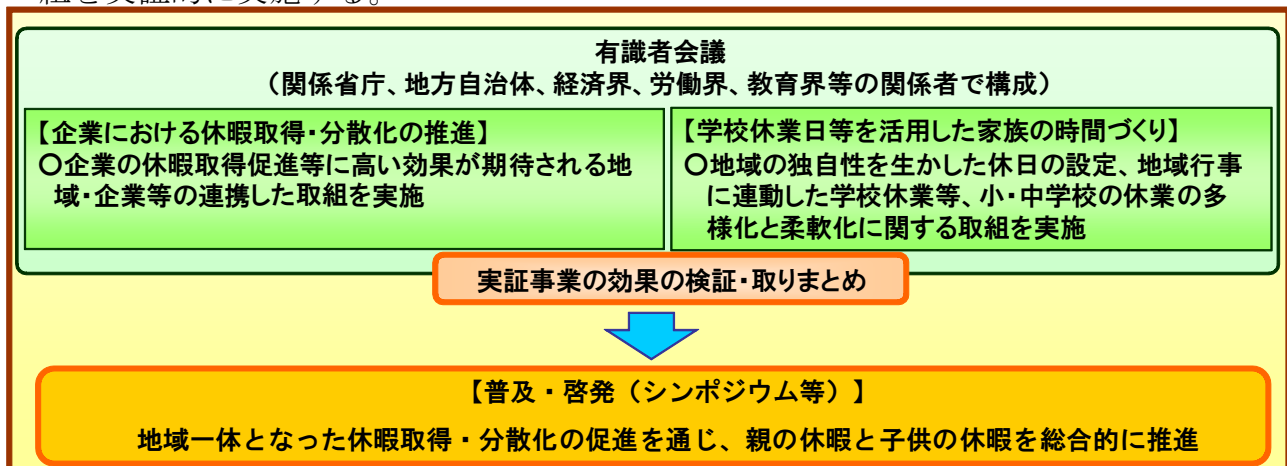 有識者会議
（関係省庁、地方自治体、経済界、労働界、教育界等の関係者で構成）
【企業における休暇取得・分散化の推進】
〇企業の休暇取得促進等に高い効果が期待される地
域・企業等の連携した取組を実施
【学校休業日等を活用した家族の時間づくり】
〇地域の独自性を生かした休日の設定、地域行事
に連動した学校休業等、小・中学校の休業の多
様化と柔軟化に関する取組を実施
実証事業の効果の検証・取りまとめ
【普及・啓発（シンポジウム等）】
地域一体となった休暇取得・分散化の促進を通じ、親の休暇と子供の休暇を総合的に推進